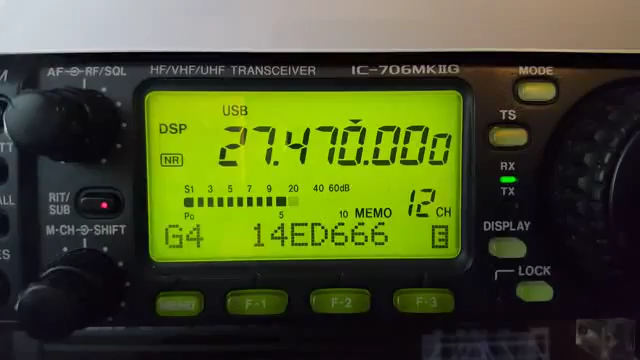 AF RF/SQL HF/VHF/UHF TRANSCEIVER IC-706MKIIG MODE
USB
DSP 27.470.000 TS
NR
RX
TX
S1 3 5 7 9 20 40 60dB
RIT/SUB
Po 5 10 MEMO 12 CH
M-CH SHIFT
G4 14ED666 E
DISPLAY
LOCK
F-1 F-2 F-3